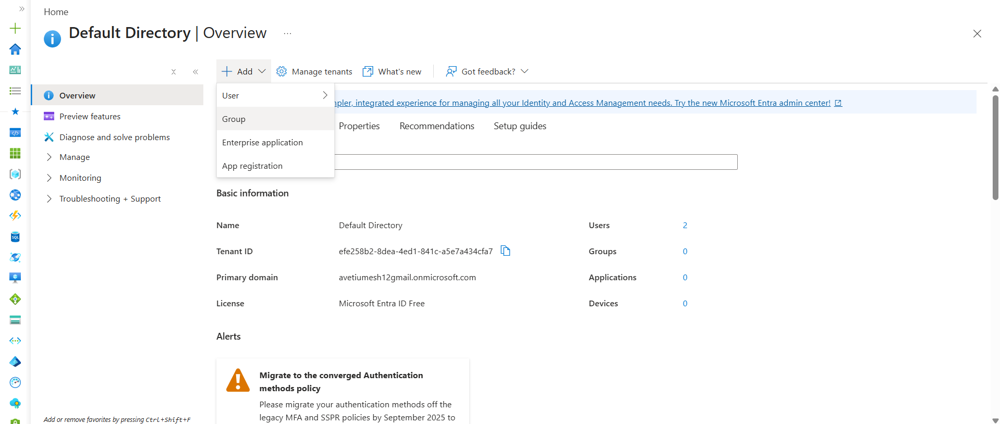 Home
Default Directory | Overview ...
Add
Manage tenants
What's new
Got feedback?
Overview
Preview features
Diagnose and solve problems
Manage
Monitoring
Troubleshooting + Support
Add or remove favorites by pressing Ctrl+Shift+F
User
Group
Enterprise application
App registration
integrated experience for managing all your Identity and Access Management needs. Try the new Microsoft Entra admin center!
Properties
Recommendations
Setup guides
Basic information
Name
Default Directory
Users
2
Tenant ID
efe258b2-8dea-4ed1-841c-a5e7a434cfa7
Groups
0
Primary domain
avetiumesh12gmail.onmicrosoft.com
Applications
0
License
Microsoft Entra ID Free
Devices
0
Alerts
Migrate to the converged Authentication
methods policy
Please migrate your authentication methods off the
legacy MFA and SSPR policies by September 2025 to
SQL